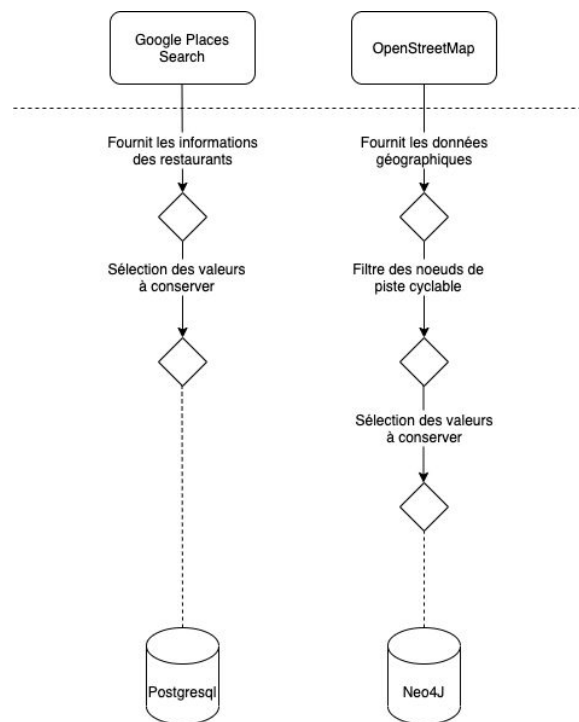 Google Places
Search
OpenStreetMap
Fournit les informations
des restaurants
Fournit les données
géographiques
Sélection des valeurs
à conserver
Filtre des noeuds de
piste cyclable
Sélection des valeurs
à conserver
Postgresql
Neo4J